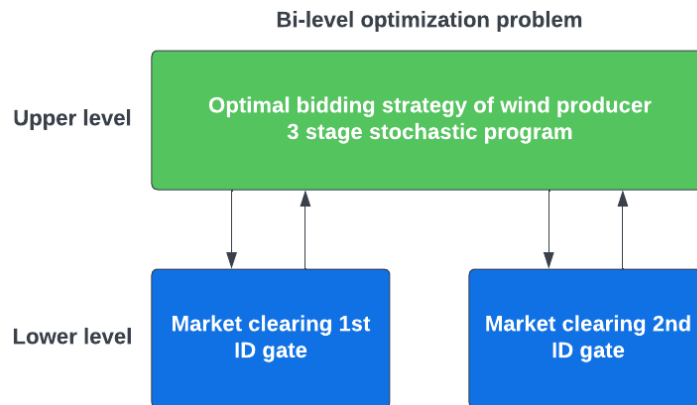 Bi-level optimization problem
Upper level
Optimal bidding strategy of wind producer
3 stage stochastic program
Lower level
Market clearing 1st
ID gate
Market clearing 2nd
ID gate